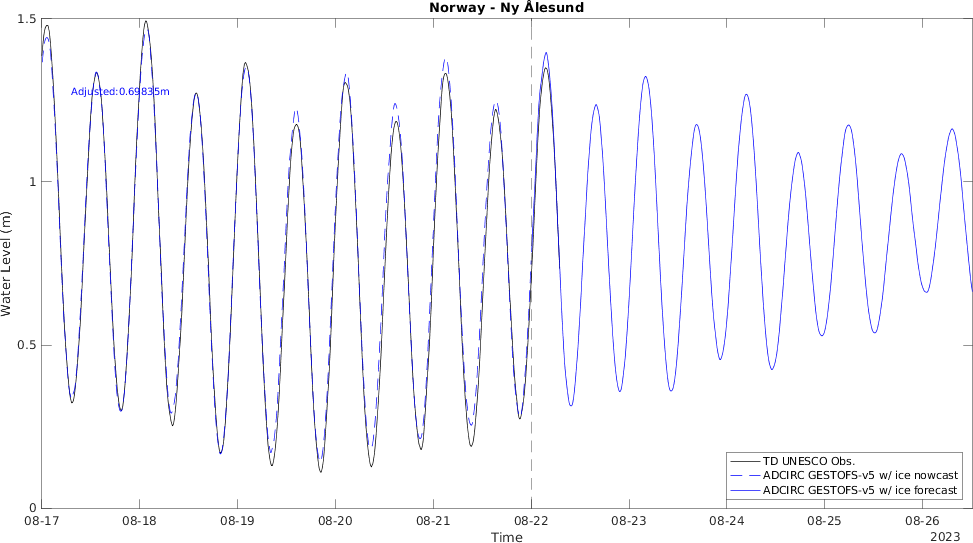 Norway - Ny Ålesund
1.5
Adjusted:0.69835m
1
Water Level (m)
0.5
TD UNESCO Obs.
ADCIRC GESTOFS-v5 w/ ice nowcast
ADCIRC GESTOFS-v5 w/ ice forecast
0
08-17 08-18 08-19 08-20 08-21 08-22 08-23 08-24 08-25 08-26
Time 2023